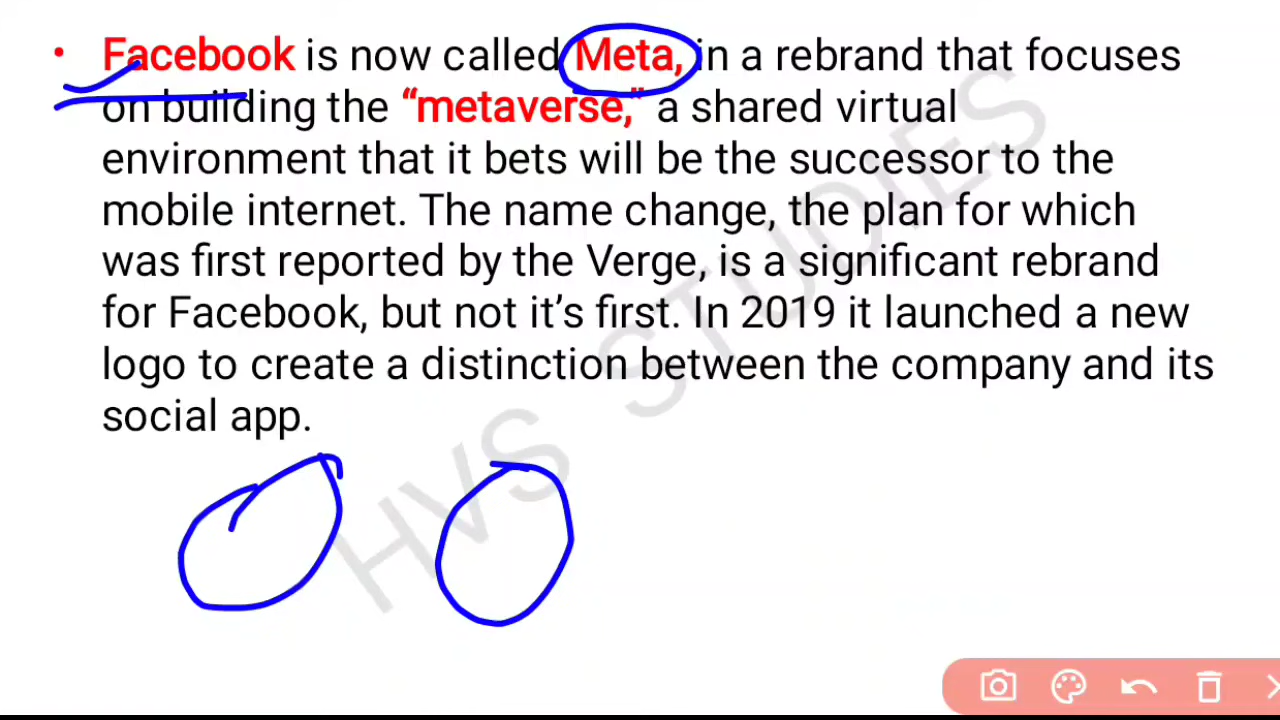 • Facebook is now called Meta, in a rebrand that focuses
on building the “metaverse,” a shared virtual
environment that it bets will be the successor to the
mobile internet. The name change, the plan for which
was first reported by the Verge, is a significant rebrand
for Facebook, but not it’s first. In 2019 it launched a new
logo to create a distinction between the company and its
social app.
HVS STUDIES